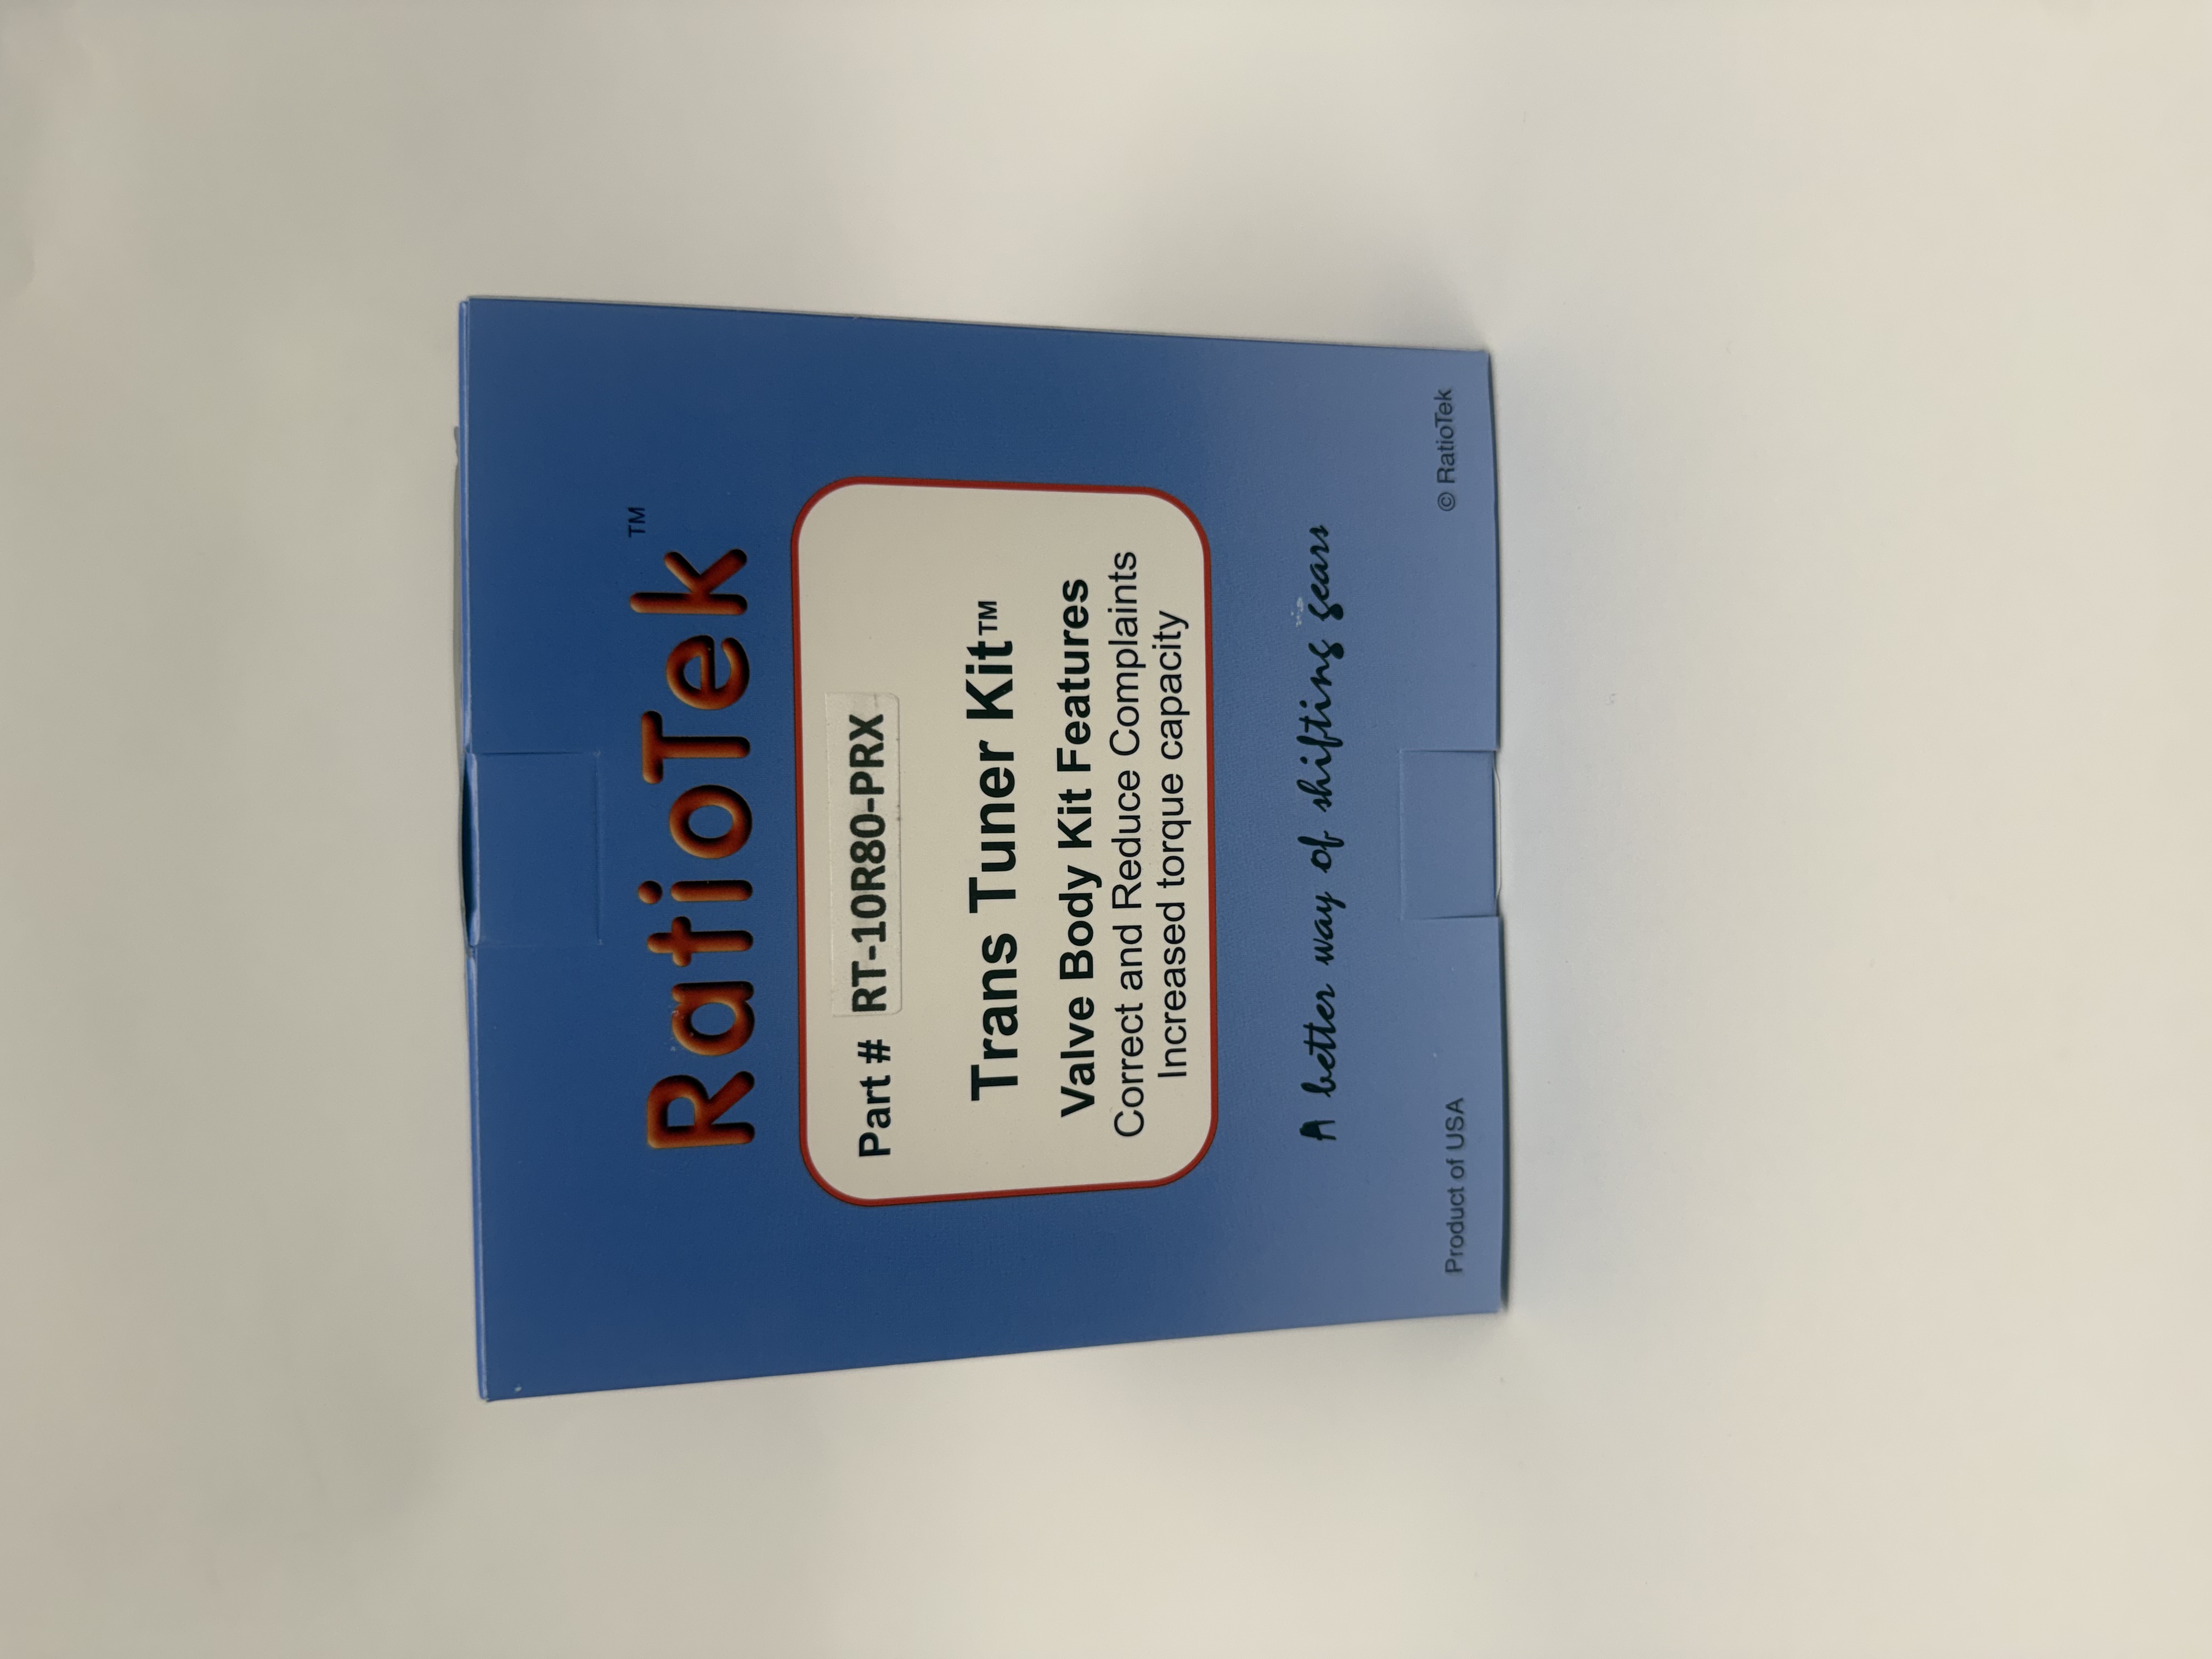 RatioTek™
Part # RT-10R80-PRX
Trans Tuner Kit™
Valve Body Kit Features
Correct and Reduce Complaints
Increased torque capacity
A better way of shifting gears
Product of USA © RatioTek